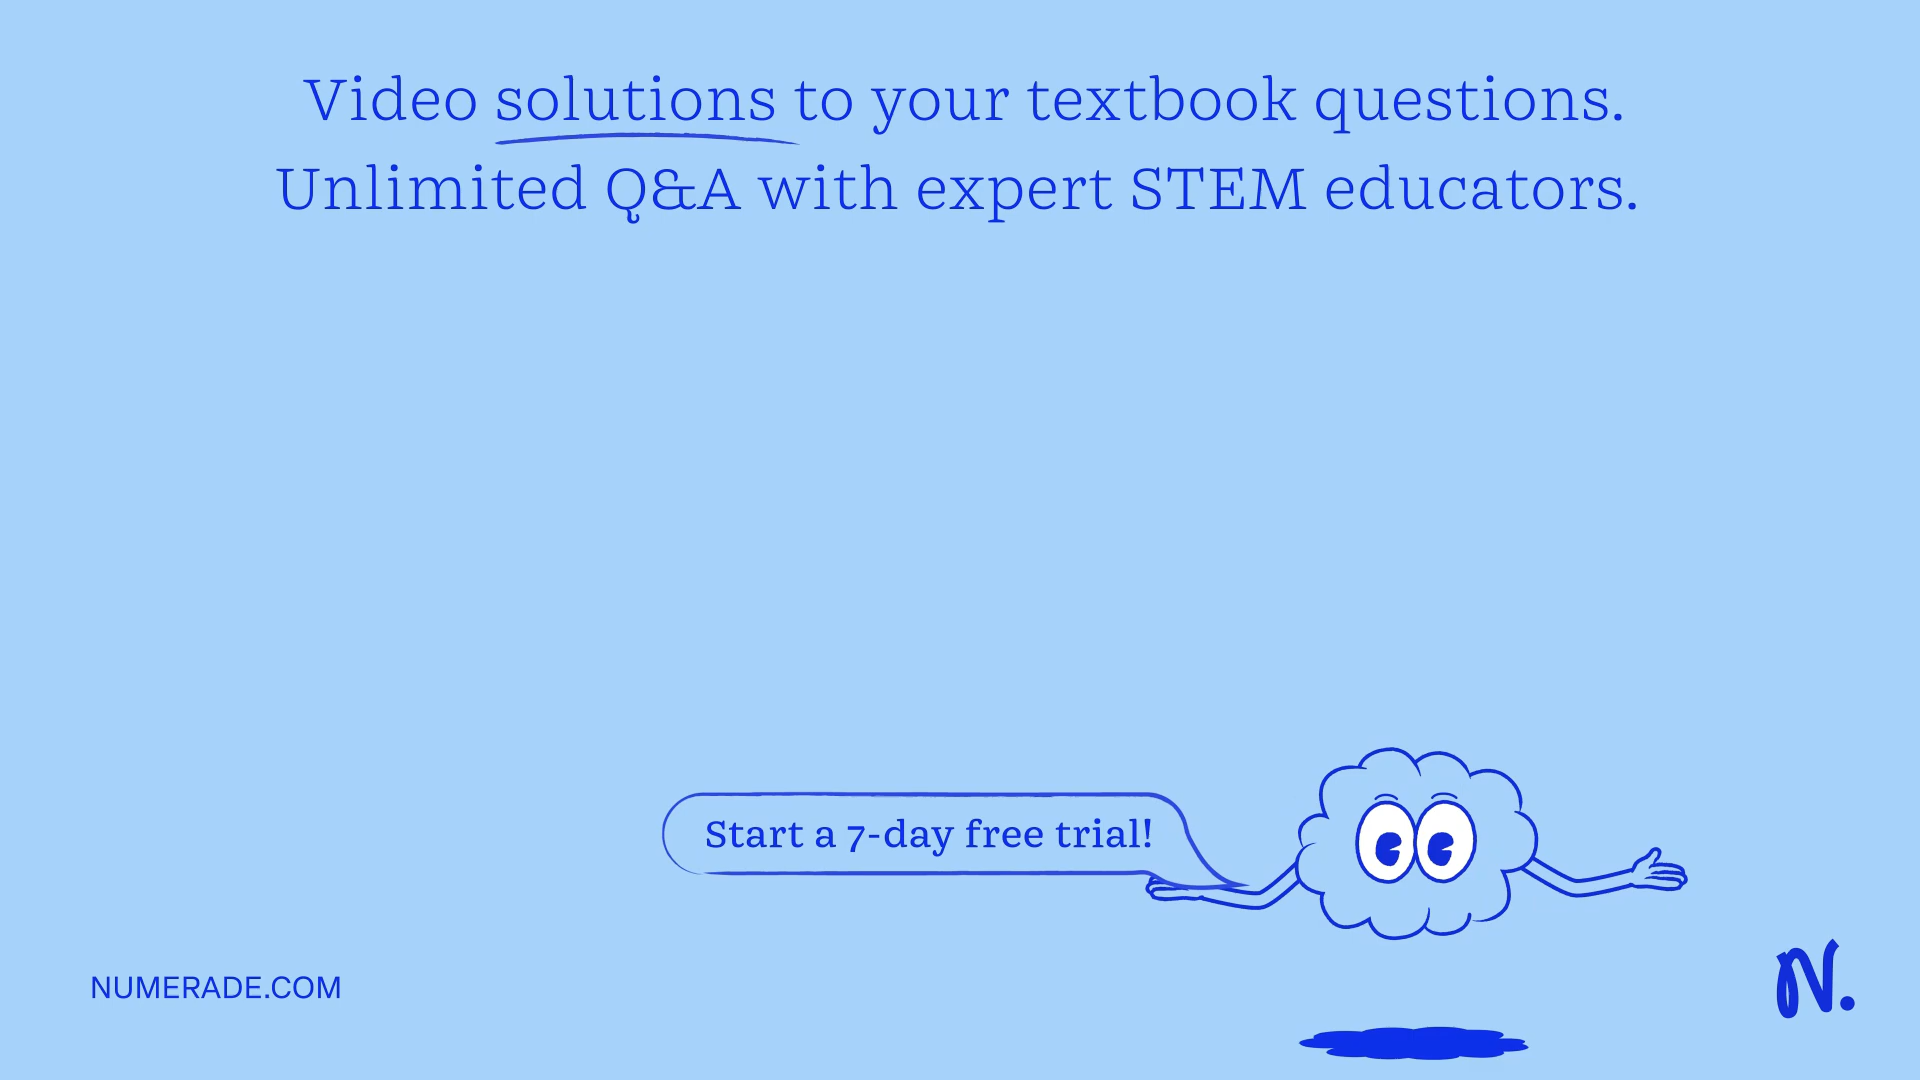 Video solutions to your textbook questions.
Unlimited Q&A with expert STEM educators.
Start a 7-day free trial!
NUMERADE.COM
N.